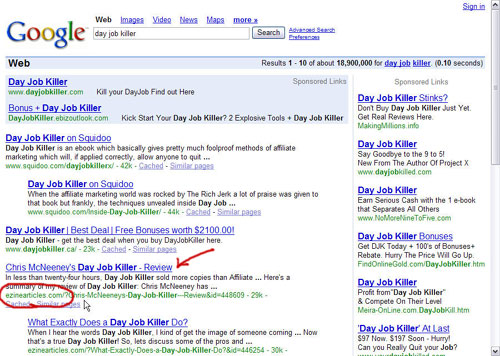 Sign in
Web Images Video News Maps more »
Google
day job killer Search Advanced Search
Preferences
Web Results 1 - 10 of about 18,900,000 for day job killer. (0.10 seconds)
Day Job Killer Sponsored Links
www.dayjobkiller.com Kill your DayJob Find out Here
Bonus + Day Job Killer
DayJobKiller.ebizoutlook.com Kick Start Your Day Job Killer? 2 Explosive Tools + Day Job Killer
Day Job Killer on Squidoo
Day Job Killer is an ebook which basically gives pretty much foolproof methods of affiliate
marketing which will, if applied correctly, allow anyone to quit ...
www.squidoo.com/dayjobkillerx/ - 42k - Cached - Similar pages
Day Job Killer on Squidoo
When the affiliate marketing world was rocked by The Rich Jerk a lot of praise was given to
that book but frankly, the techniques unvealed inside Day Job ...
www.squidoo.com/Inside-Day-Job-Killer/ - 44k - Cached - Similar pages
Day Job Killer | Best Deal | Free Bonuses worth $2100.00!
Day Job Killer - get the best deal when you buy DayJobKiller here.
www.dayjobkiller.ca/ - 23k - Cached - Similar pages
Chris McNeeney's Day Job Killer - Review
In less than twenty-four hours, Day Job Killer sold more copies than Affiliate ... Here's a
summary of my review of Day Job Killer: Chris McNeeney has ...
ezinearticles.com/?Chris-McNeeneys-Day-Job-Killer---Review&id=448609 - 29k -
Cached - Similar pages
What Exactly Does a Day Job Killer Do?
When I hear the words Day Job Killer, I kind of get the image of someone coming ... Now
that's a true Day Job Killer! So, lets discuss some of the pros and ...
ezinearticles.com/?What-Exactly-Does-a-Day-Job-Killer-Do?&id=446254 - 30k -
Sponsored Links
Day Job Killer Stinks?
Don't Buy Day Job Killer Just Yet.
Get Real Reviews Here.
MakingMillions.info
Day Job Killer
Say Goodbye to the 9 to 5!
New From The Author Of Project X
www.dayjobkiller.com
Day Job Killer
Earn Serious Cash with the 1 e-book
that Separates All Others
www.NoMoreNineToFive.com
Day Job Killer Bonuses
Get DJK Today + 100's of Bonuses+
Rebate. Hurry The Price Will Go Up.
FindOnlineGold.com/DayJobKiller.htm
Day Job Killer
Profit from"Day Job Killer"
& Compete On Their Level
Meira-OnLine.com/DayJob.Kill.htm
'Day Job Killer' At Last
$97 Now. $197 Soon - Hurry!
Can you Really Quit your Job?